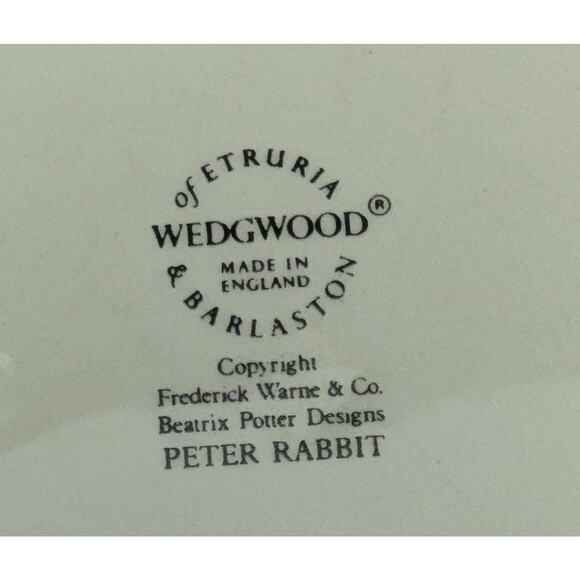 of ETRURIA
WEDGWOOD®
MADE IN
ENGLAND
& BARLASTON
Copyright
Frederick Warne & Co.
Beatrix Potter Designs
PETER RABBIT